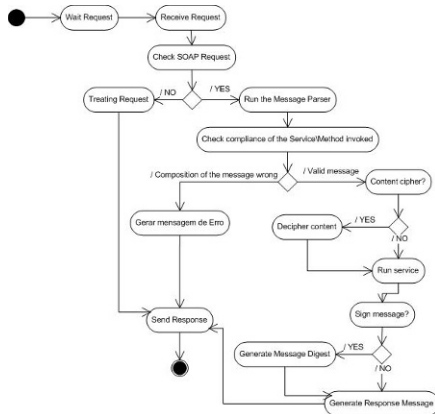 Wait Request
Receive Request
Check SOAP Request
/ NO
/ YES
Treating Request
Run the Message Parser
Check compliance of the Service\Method invoked
/ Composition of the message wrong
/ Valid message
Content cipher?
Gerar mensagem de Erro
Decipher content
/ YES
/ NO
Run service
Send Response
Sign message?
Generate Message Digest
/ YES
/ NO
Generate Response Message